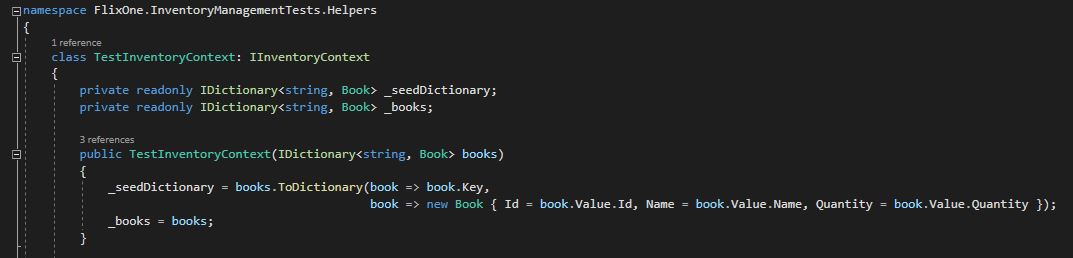 namespace FlixOne.InventoryManagementTests.Helpers
{
1 reference
class TestInventoryContext: IInventoryContext
{
private readonly IDictionary<string, Book> _seedDictionary;
private readonly IDictionary<string, Book> _books;
3 references
public TestInventoryContext(IDictionary<string, Book> books)
{
_seedDictionary = books.ToDictionary(book => book.Key,
book => new Book { Id = book.Value.Id, Name = book.Value.Name, Quantity = book.Value.Quantity });
_books = books;
}